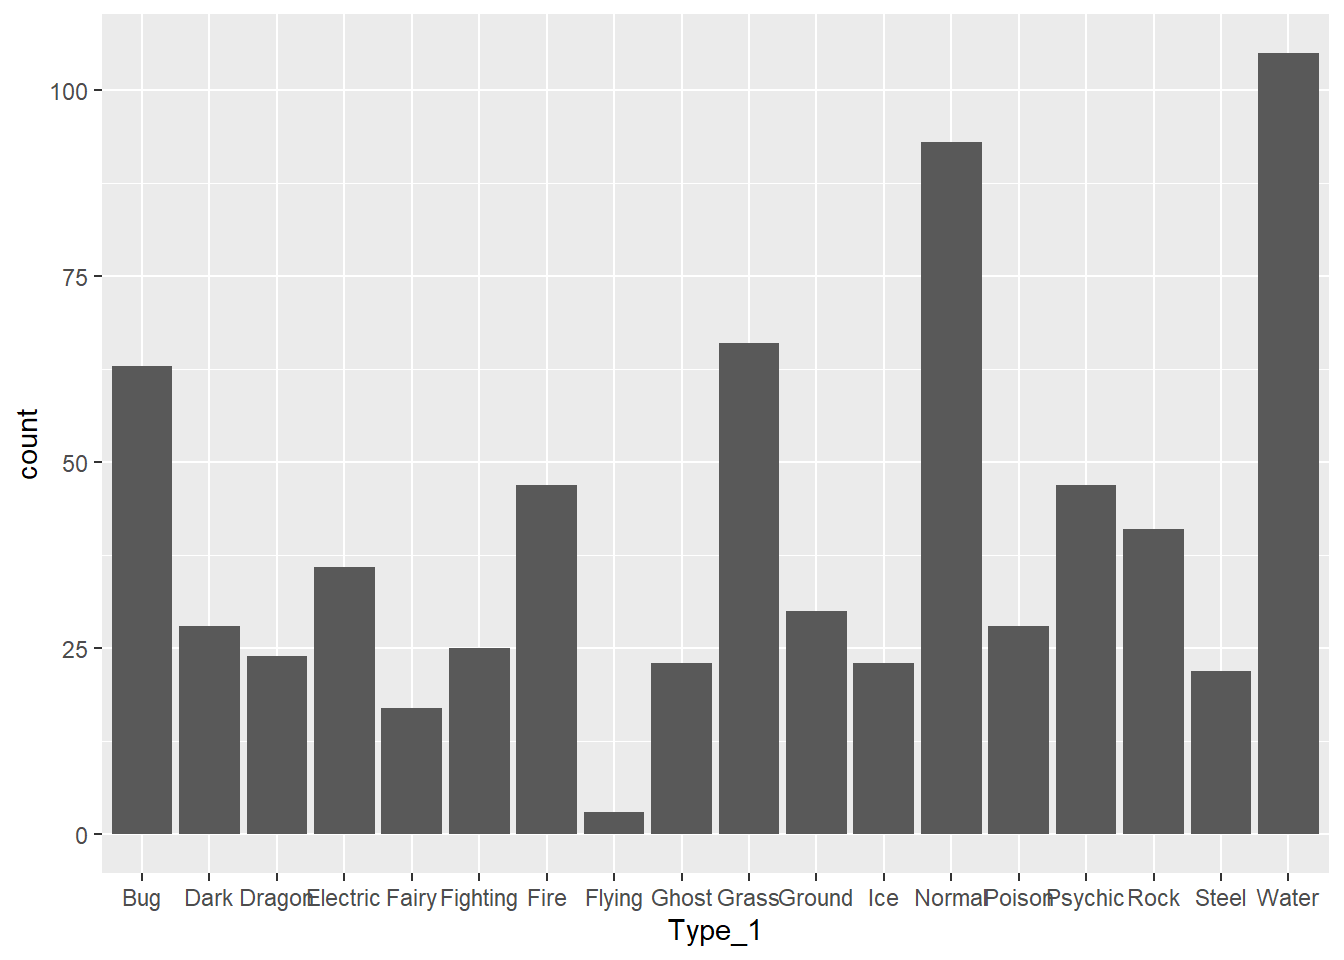 100
75
50
25
0
count
Bug Dark Dragon Electric Fairy Fighting Fire Flying Ghost Grass Ground Ice Normal Poison Psychic Rock Steel Water
Type_1